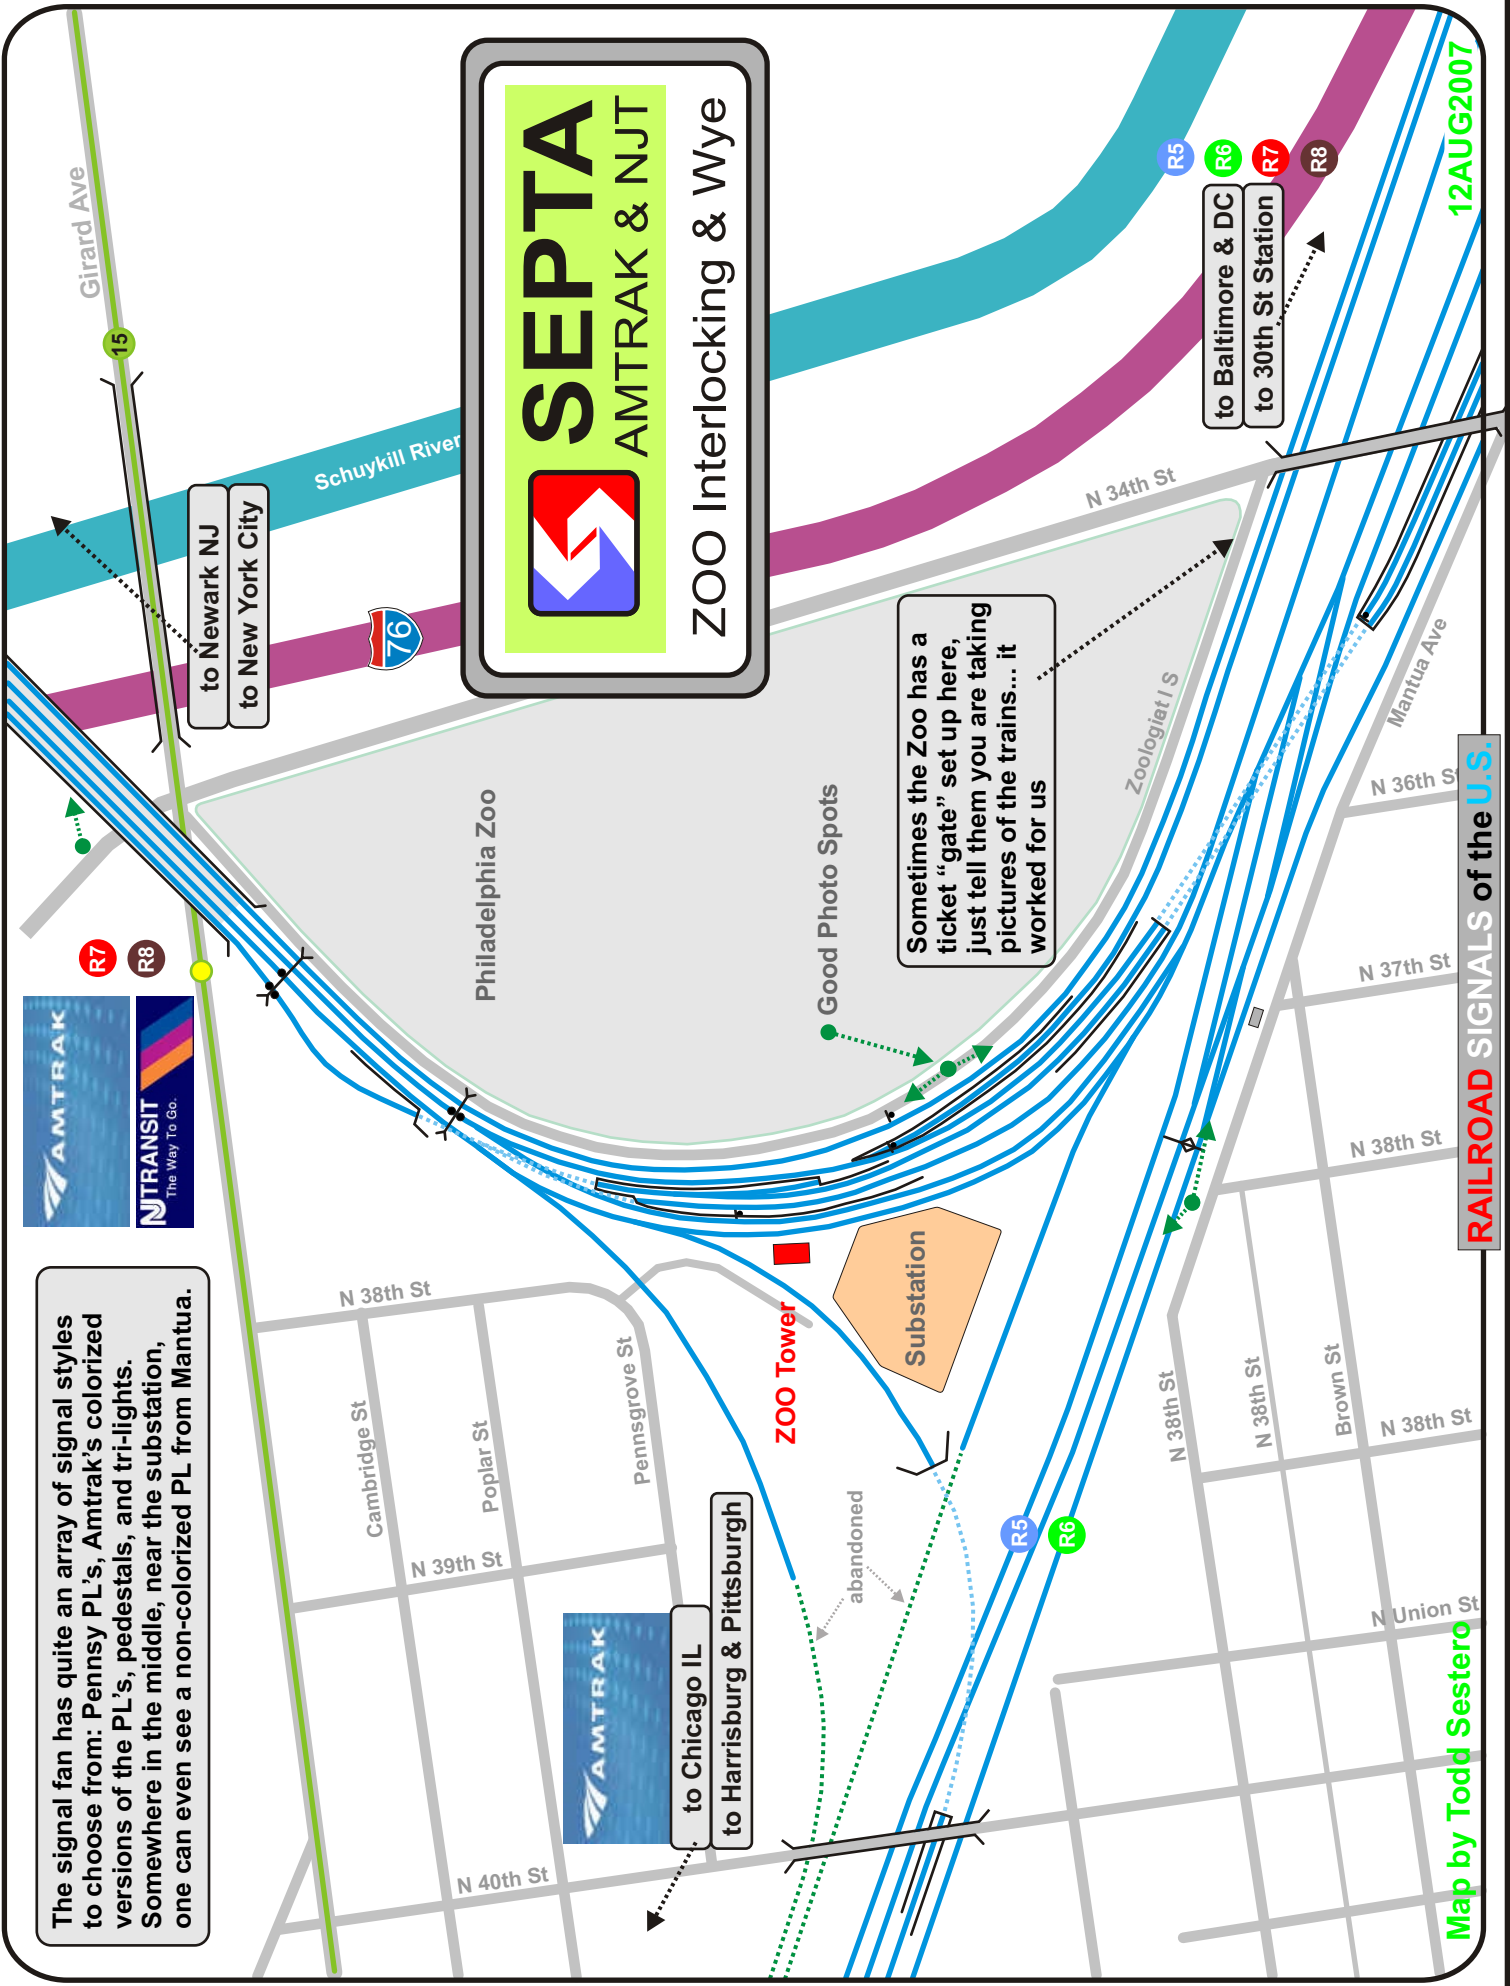 The signal fan has quite an array of signal styles
to choose from: Pennsy PL's, Amtrak's colorized
versions of the PL's, pedestals, and tri-lights.
Somewhere in the middle, near the substation,
one can even see a non-colorized PL from Mantua.
AMTRAK
NJTRANSIT
The Way To Go.
R7
R8
Girard Ave
15
to Newark NJ
to New York City
Schuykill River
76
SEPTA
AMTRAK & NJT
ZOO Interlocking & Wye
N 38th St
Cambridge St
Poplar St
Pennsgrove St
N 39th St
N 40th St
Philadelphia Zoo
Good Photo Spots
ZOO Tower
Substation
abandoned
AMTRAK
to Chicago IL
to Harrisburg & Pittsburgh
Sometimes the Zoo has a
ticket “gate” set up here,
just tell them you are taking
pictures of the trains... it
worked for us
N 34th St
Zoologiat l S
R5
R6
R7
R8
to Baltimore & DC
to 30th St Station
R5
R6
Mantua Ave
N 36th St
N 37th St
N 38th St
N 38th St
N 38th St
Brown St
N 38th St
N Union St
Map by Todd Sestero
RAILROAD SIGNALS of the U.S.
12AUG2007